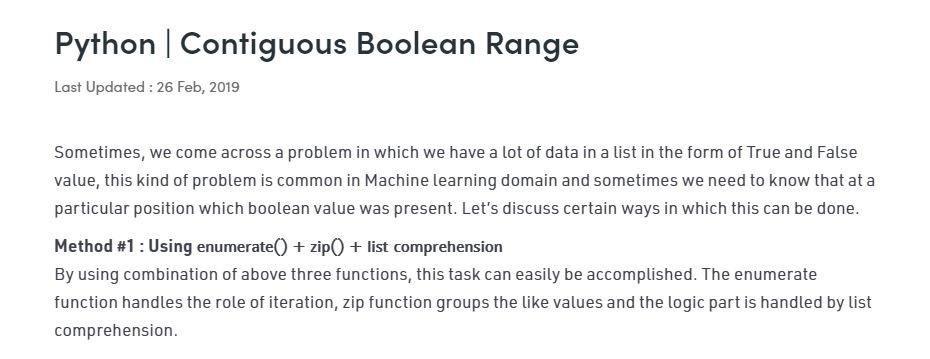 Python | Contiguous Boolean Range
Last Updated : 26 Feb, 2019
Sometimes, we come across a problem in which we have a lot of data in a list in the form of True and False
value, this kind of problem is common in Machine learning domain and sometimes we need to know that at a
particular position which boolean value was present. Let’s discuss certain ways in which this can be done.
Method #1 : Using enumerate() + zip() + list comprehension
By using combination of above three functions, this task can easily be accomplished. The enumerate
function handles the role of iteration, zip function groups the like values and the logic part is handled by list
comprehension.